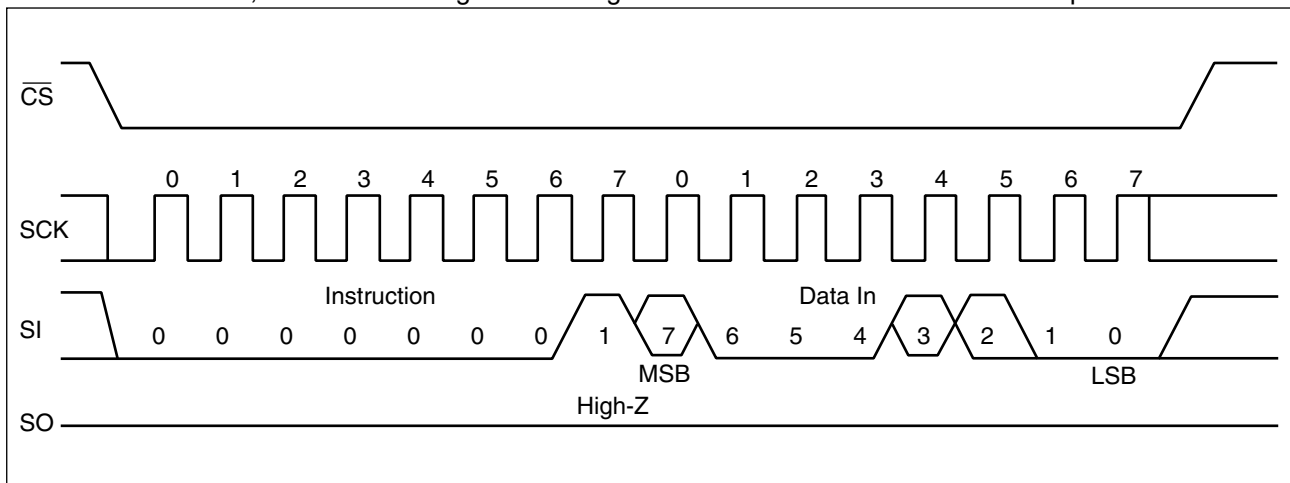 CS
0 1 2 3 4 5 6 7 0 1 2 3 4 5 6 7
SCK
Instruction Data In
SI 0 0 0 0 0 0 0 1 7 6 5 4 3 2 1 0
MSB LSB
High-Z
SO